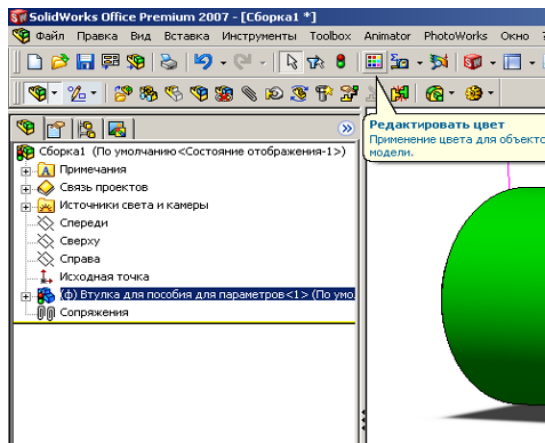 SolidWorks Office Premium 2007 - [Сборка1 *]
Файл Правка Вид Вставка Инструменты Toolbox Animator PhotoWorks Окно ?
Редактировать цвет
Применение цвета для объекто
модели.
Сборка1 (По умолчанию<Состояние отображения-1>)
Примечания
Связь проектов
Источники света и камеры
Спереди
Сверху
Справа
Исходная точка
(ф) Втулка для пособия для параметров<1> (По умо.
Сопряжения